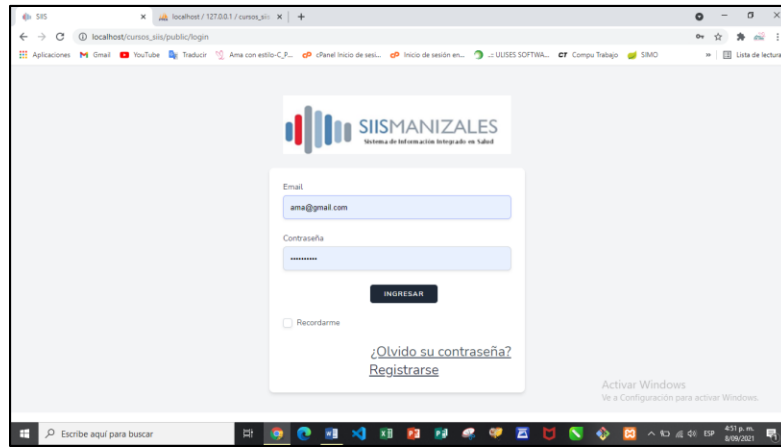 SIIS
localhost / 127.0.0.1 / cursos_siis
localhost/cursos_siis/public/login
Aplicaciones Gmail YouTube Traducir Ama con estilo-C_P... cPanel Inicio de sesi... Inicio de sesión en... ..:: ULISES SOFTWA... CT Compu Trabajo SIMO » Lista de lectura
SIISMANIZALES
Sistema de Información Integrado en Salud
Email
ama@gmail.com
Contraseña
••••••••••
INGRESAR
Recordarme
¿Olvido su contraseña?
Registrarse
Activar Windows
Ve a Configuración para activar Windows.
Escribe aquí para buscar
ESP
4:51 p. m.
8/09/2021